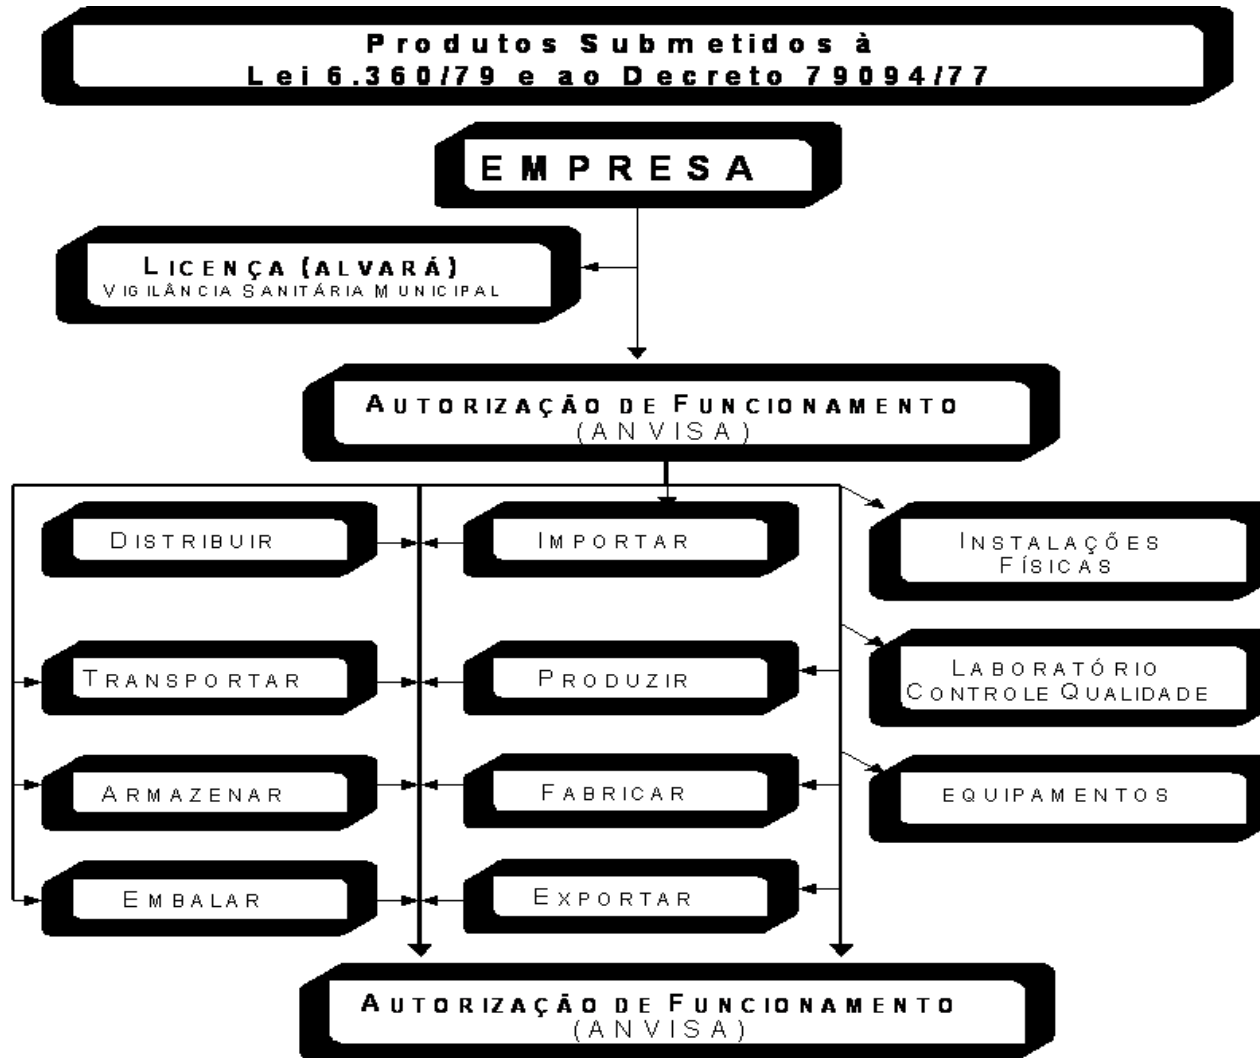 Produtos Submetidos à
Lei 6.360/79 e ao Decreto 79094/77
EMPRESA
LICENÇA (ALVARÁ)
VIGILÂNCIA SANITÁRIA MUNICIPAL
AUTORIZAÇÃO DE FUNCIONAMENTO
(ANVISA)
DISTRIBUIR
IMPORTAR
INSTALAÇÕES
FÍSICAS
TRANSPORTAR
PRODUZIR
LABORATÓRIO
CONTROLE QUALIDADE
ARMAZENAR
FABRICAR
EQUIPAMENTOS
EMBALAR
EXPORTAR
AUTORIZAÇÃO DE FUNCIONAMENTO
(ANVISA)